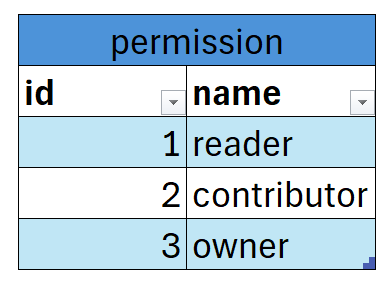 permission
id name
1 reader
2 contributor
3 owner